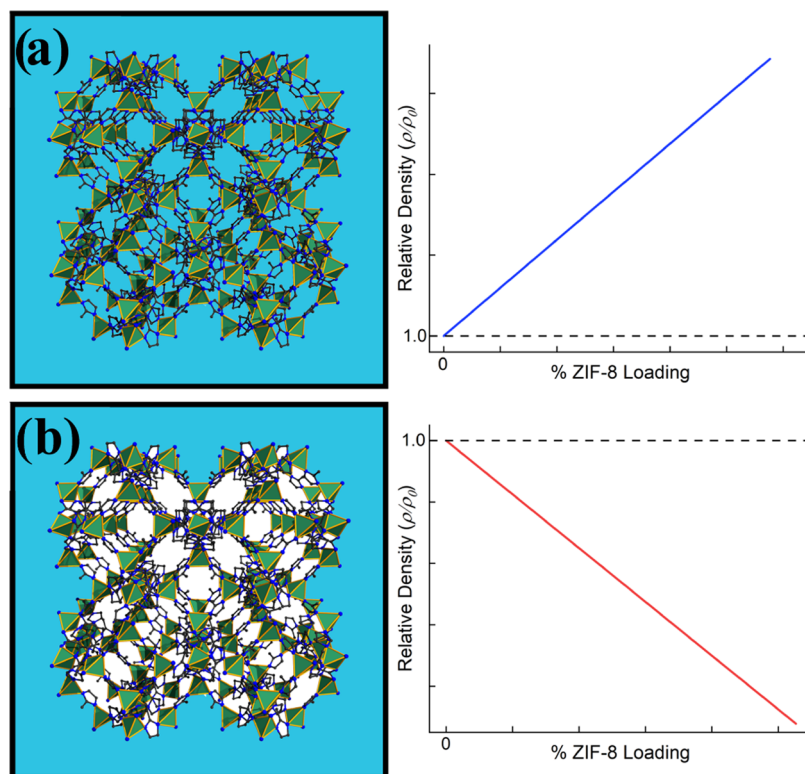 (a)
Relative Density (ρ/ρ₀)
1.0
0
% ZIF-8 Loading
(b)
Relative Density (ρ/ρ₀)
1.0
0
% ZIF-8 Loading